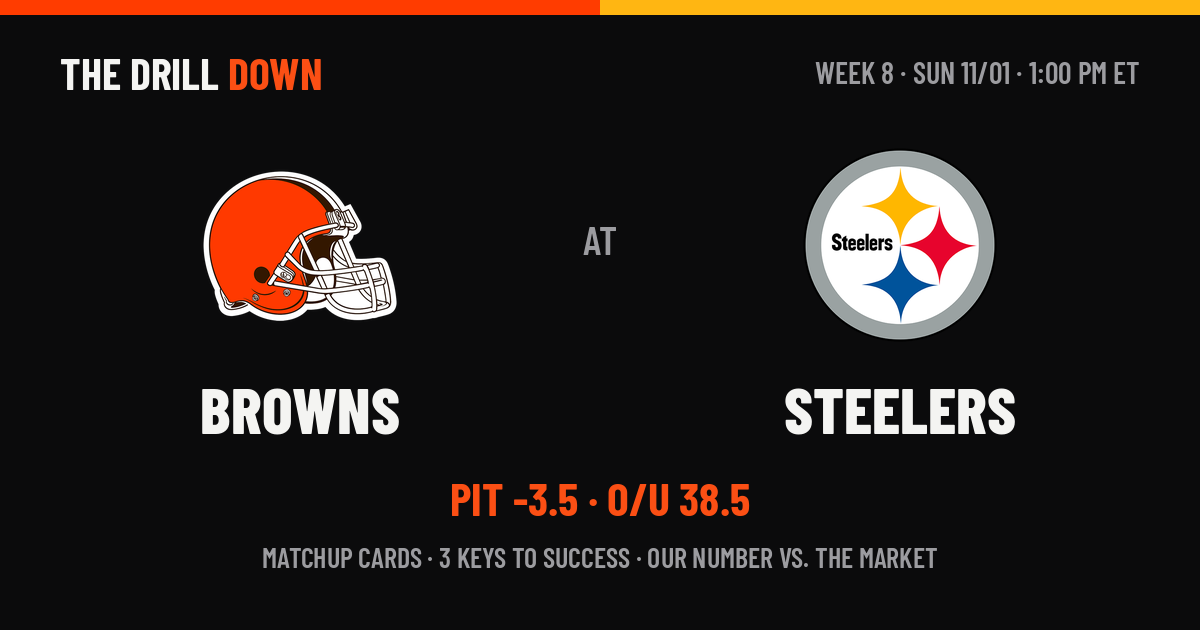 THE DRILL DOWN
WEEK 8 · SUN 11/01 · 1:00 PM ET
AT
Steelers
BROWNS
STEELERS
PIT -3.5 · O/U 38.5
MATCHUP CARDS · 3 KEYS TO SUCCESS · OUR NUMBER VS. THE MARKET